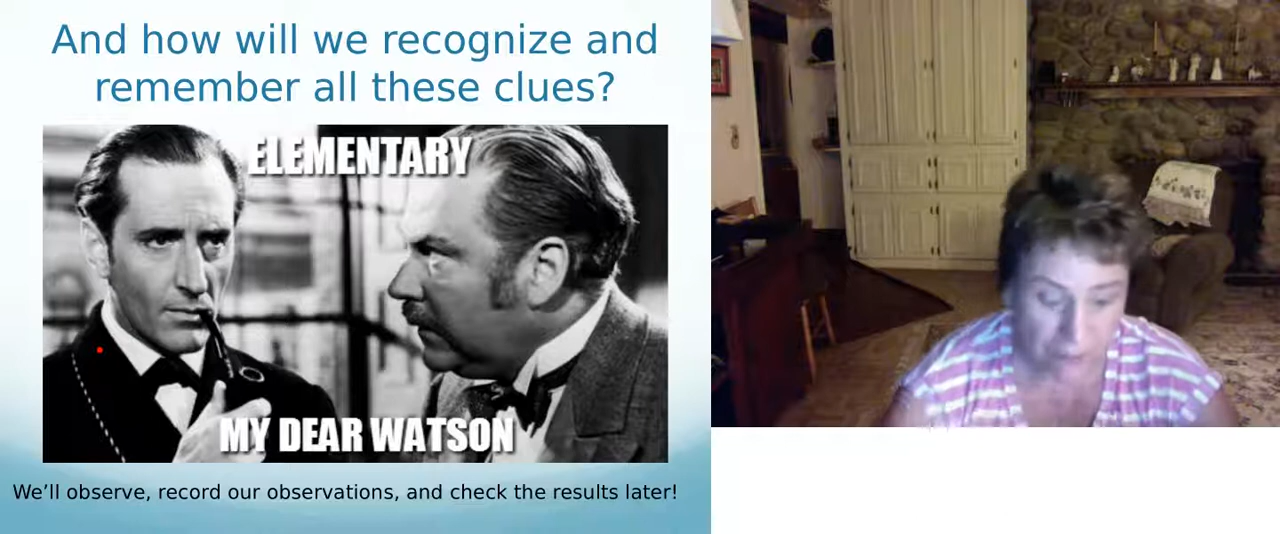 And how will we recognize and
remember all these clues?
ELEMENTARY
MY DEAR WATSON
We’ll observe, record our observations, and check the results later!